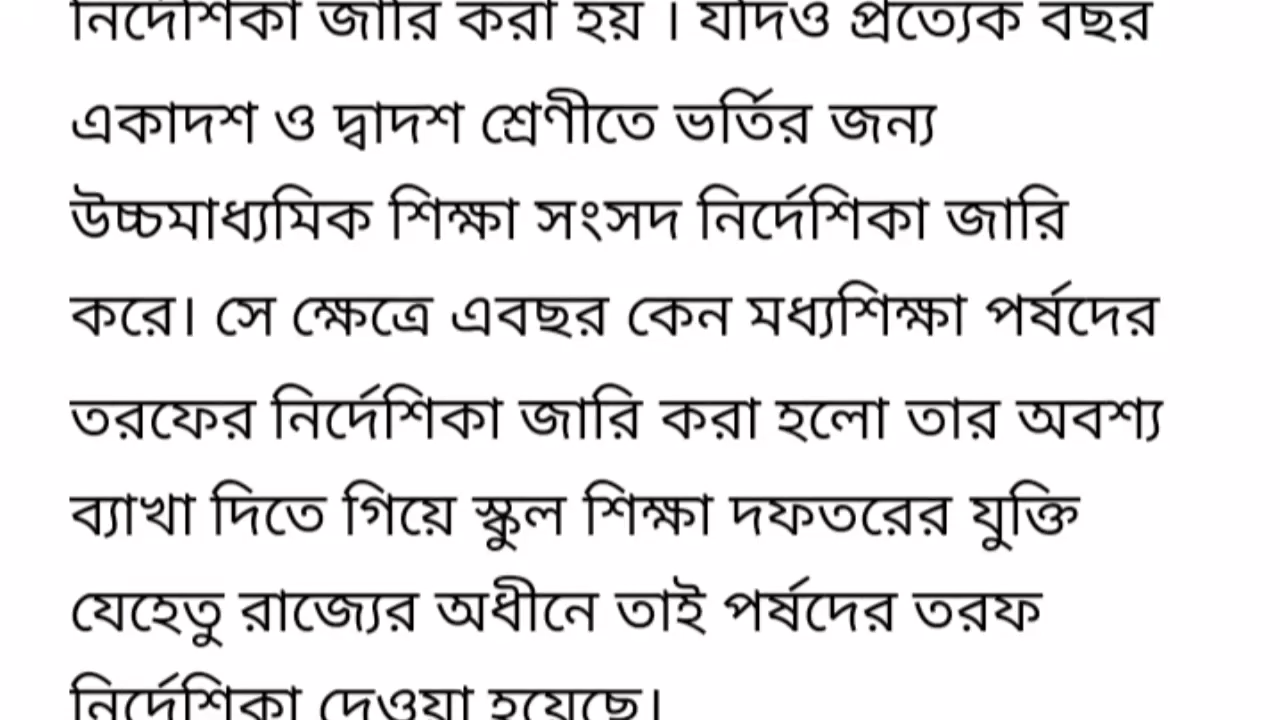 নির্দেশিকা জারি করা হয় । যদিও প্রত্যেক বছর
একাদশ ও দ্বাদশ শ্রেণীতে ভর্তির জন্য
উচ্চমাধ্যমিক শিক্ষা সংসদ নির্দেশিকা জারি
করে। সে ক্ষেত্রে এবছর কেন মধ্যশিক্ষা পর্ষদের
তরফের নির্দেশিকা জারি করা হলো তার অবশ্য
ব্যাখা দিতে গিয়ে স্কুল শিক্ষা দফতরের যুক্তি
যেহেতু রাজ্যের অধীনে তাই পর্ষদের তরফ
নির্দেশিকা দেওয়া হয়েছে।